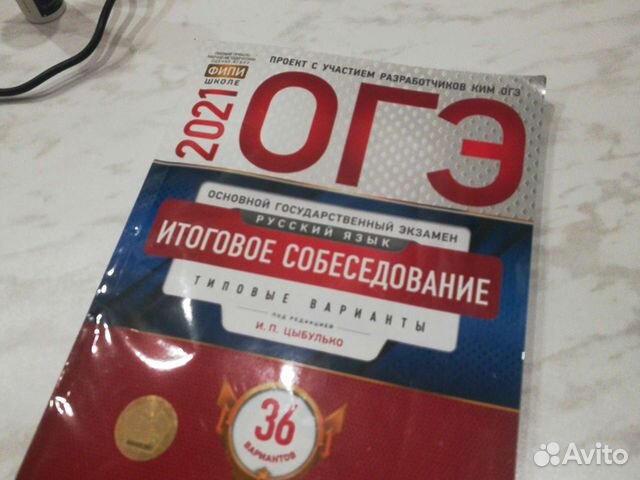 ПРОЕКТ С УЧАСТИЕМ РАЗРАБОТЧИКОВ КИМ ОГЭ
ФИПИ
ШКОЛЕ
2021
ОГЭ
ОСНОВНОЙ ГОСУДАРСТВЕННЫЙ ЭКЗАМЕН
РУССКИЙ ЯЗЫК
ИТОГОВОЕ СОБЕСЕДОВАНИЕ
ТИПОВЫЕ ВАРИАНТЫ
ПОД РЕДАКЦИЕЙ
И. П. ЦЫБУЛЬКО
36
ВАРИАНТОВ
Avito